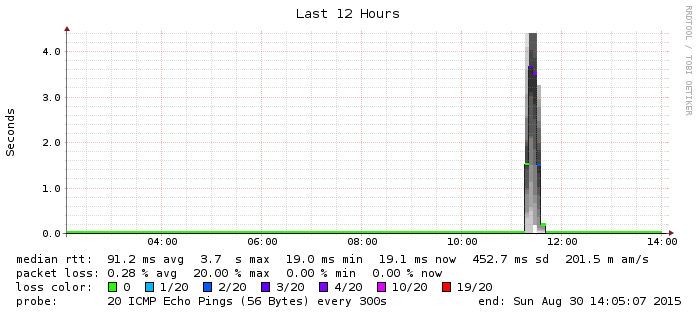 Last 12 Hours
RRDTOOL / TOBI OETIKER
Seconds
4.0
3.0
2.0
1.0
0.0
04:00 06:00 08:00 10:00 12:00 14:00
median rtt: 91.2 ms avg 3.7 s max 19.0 ms min 19.1 ms now 452.7 ms sd 201.5 m am/s
packet loss: 0.28 % avg 20.00 % max 0.00 % min 0.00 % now
loss color: 0 1/20 2/20 3/20 4/20 10/20 19/20
probe: 20 ICMP Echo Pings (56 Bytes) every 300s end: Sun Aug 30 14:05:07 2015